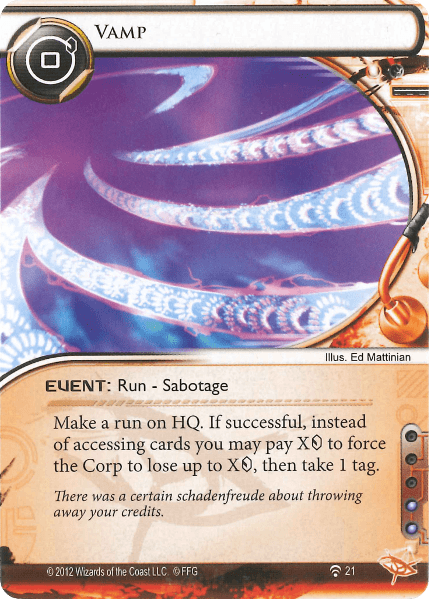 VAMP
Illus. Ed Mattinian
EVENT: Run - Sabotage
Make a run on HQ. If successful, instead
of accessing cards you may pay X to force
the Corp to lose up to X, then take 1 tag.
There was a certain schadenfreude about throwing
away your credits.
© 2012 Wizards of the Coast LLC. © FFG 21